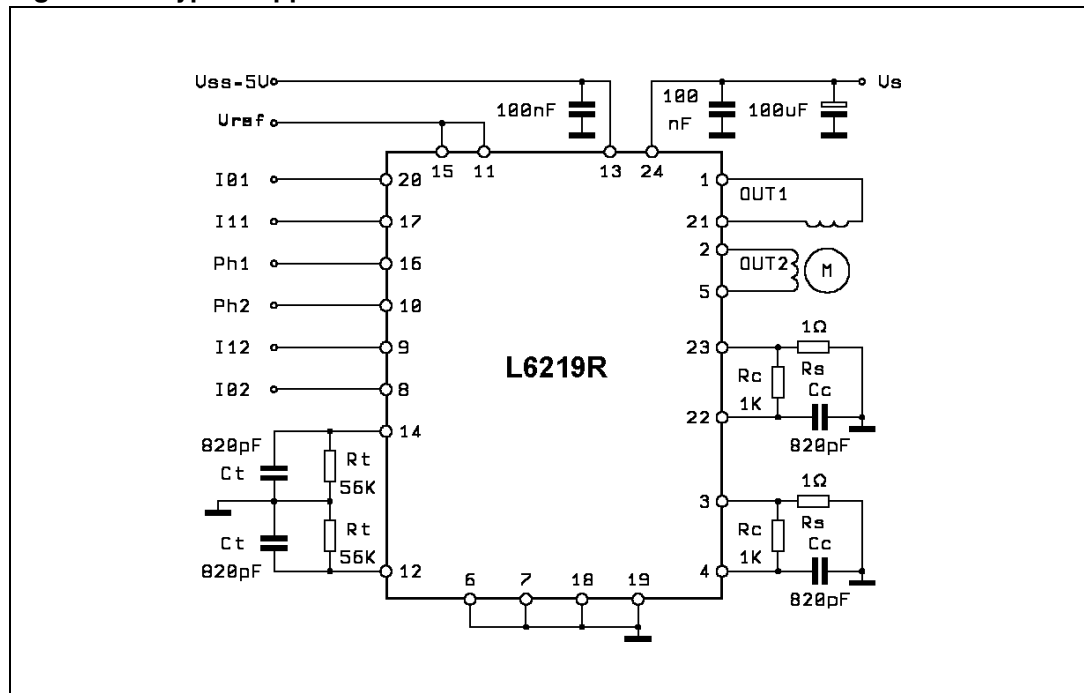 Vss-5V
Vref
100nF
100
nF
100uF
Vs
15
11
13
24
I01
20
I11
17
Ph1
16
Ph2
10
I12
9
I02
8
14
820pF
Ct
Rt
56K
Ct
Rt
56K
820pF
12
L6219R
1
OUT1
21
2
OUT2
M
5
23
1Ω
Rc
Rs
1K
Cc
22
820pF
3
1Ω
Rc
Rs
1K
Cc
4
820pF
6
7
18
19